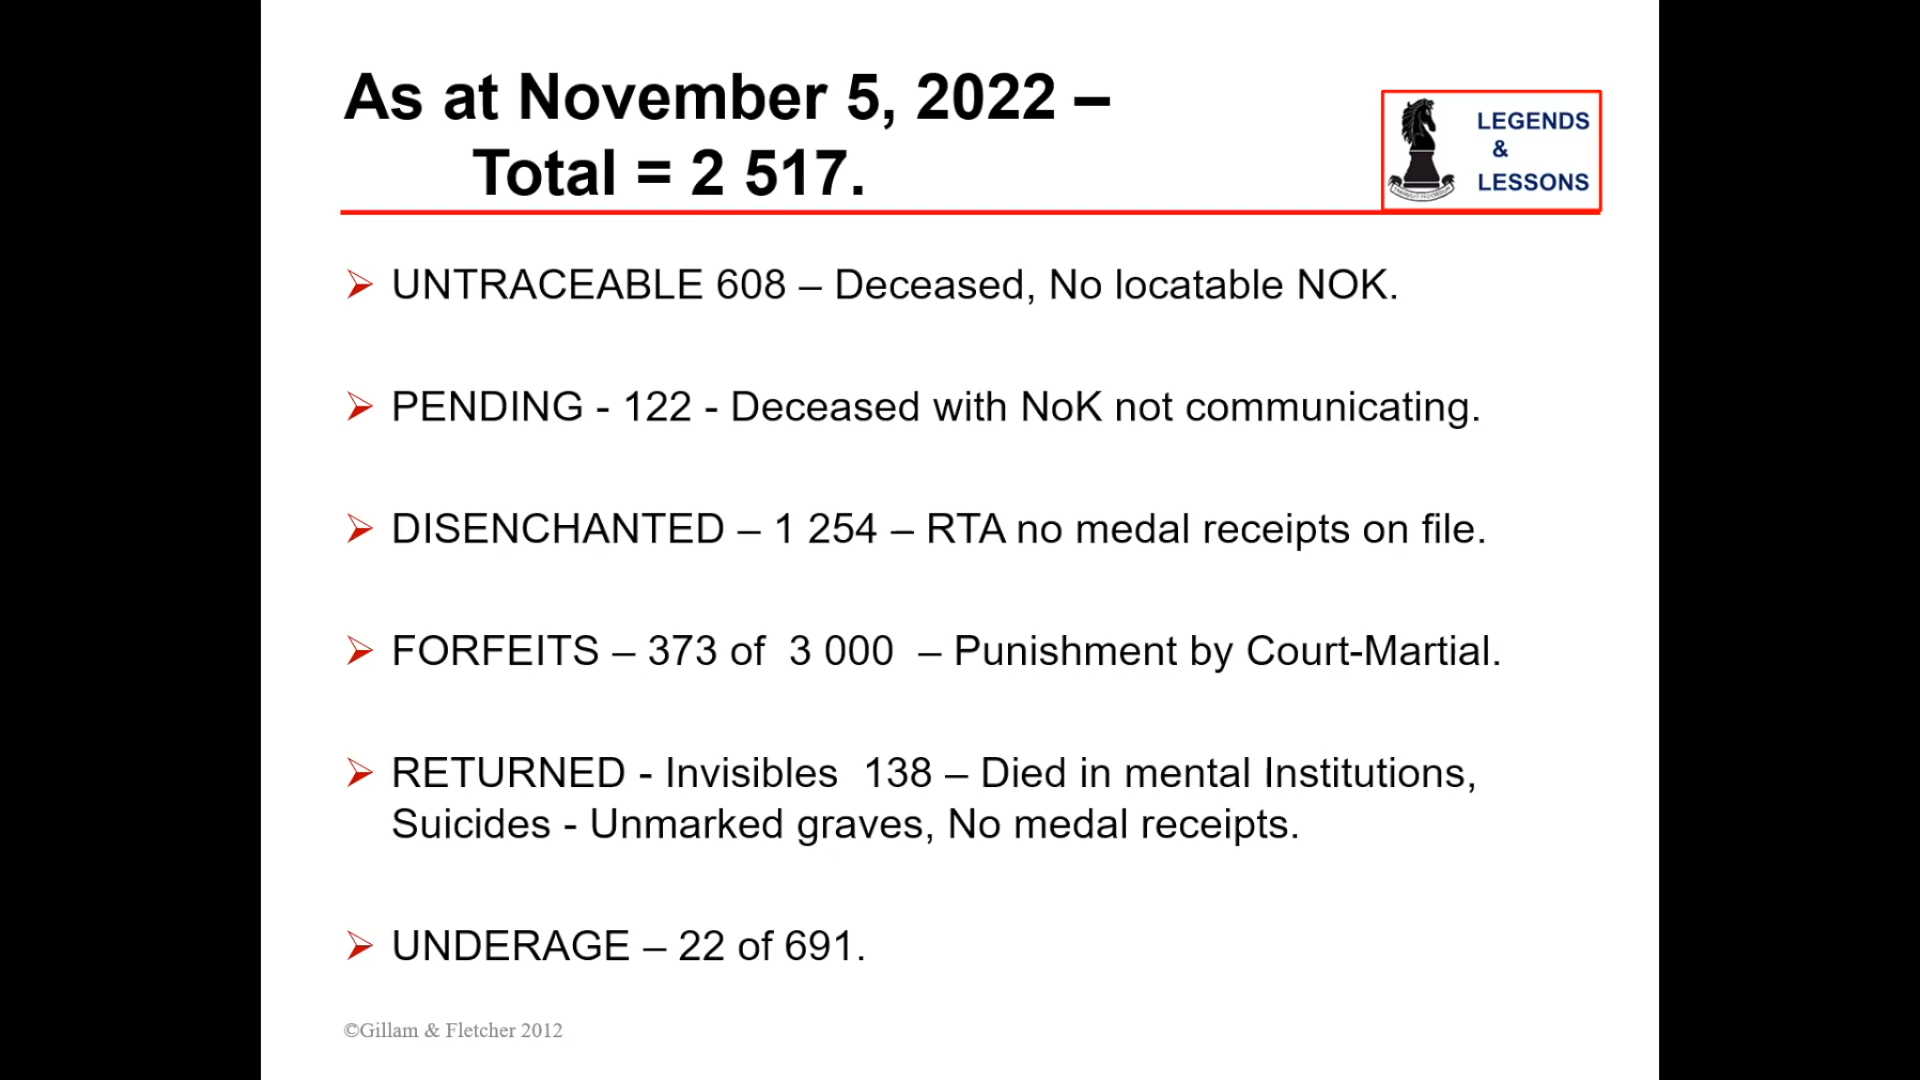 As at November 5, 2022 –
Total = 2 517.
LEGENDS
&
LESSONS
UNTRACEABLE 608 – Deceased, No locatable NOK.
PENDING - 122 - Deceased with NoK not communicating.
DISENCHANTED – 1 254 – RTA no medal receipts on file.
FORFEITS – 373 of 3 000 – Punishment by Court-Martial.
RETURNED - Invisibles 138 – Died in mental Institutions,
Suicides - Unmarked graves, No medal receipts.
UNDERAGE – 22 of 691.
©Gillam & Fletcher 2012